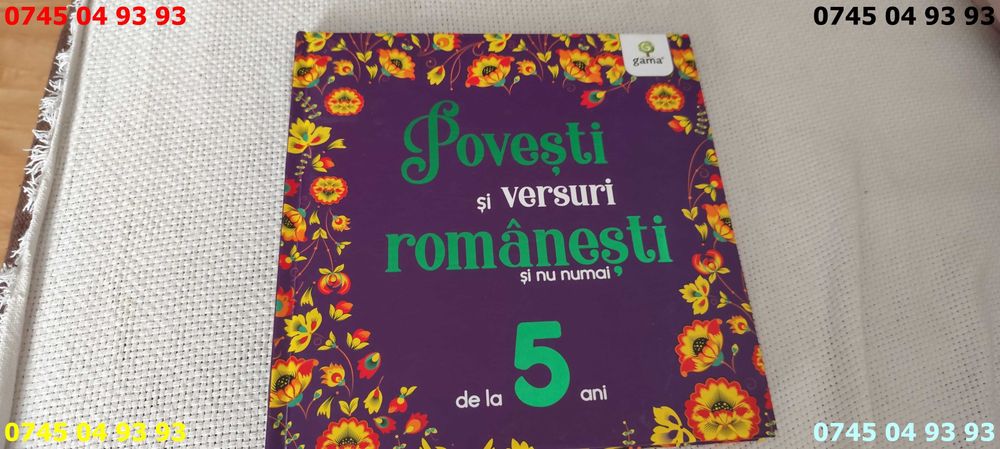 0745 04 93 93
0745 04 93 93
gama
Povești
și versuri
românești
și nu numai
de la 5 ani
0745 04 93 93
0745 04 93 93